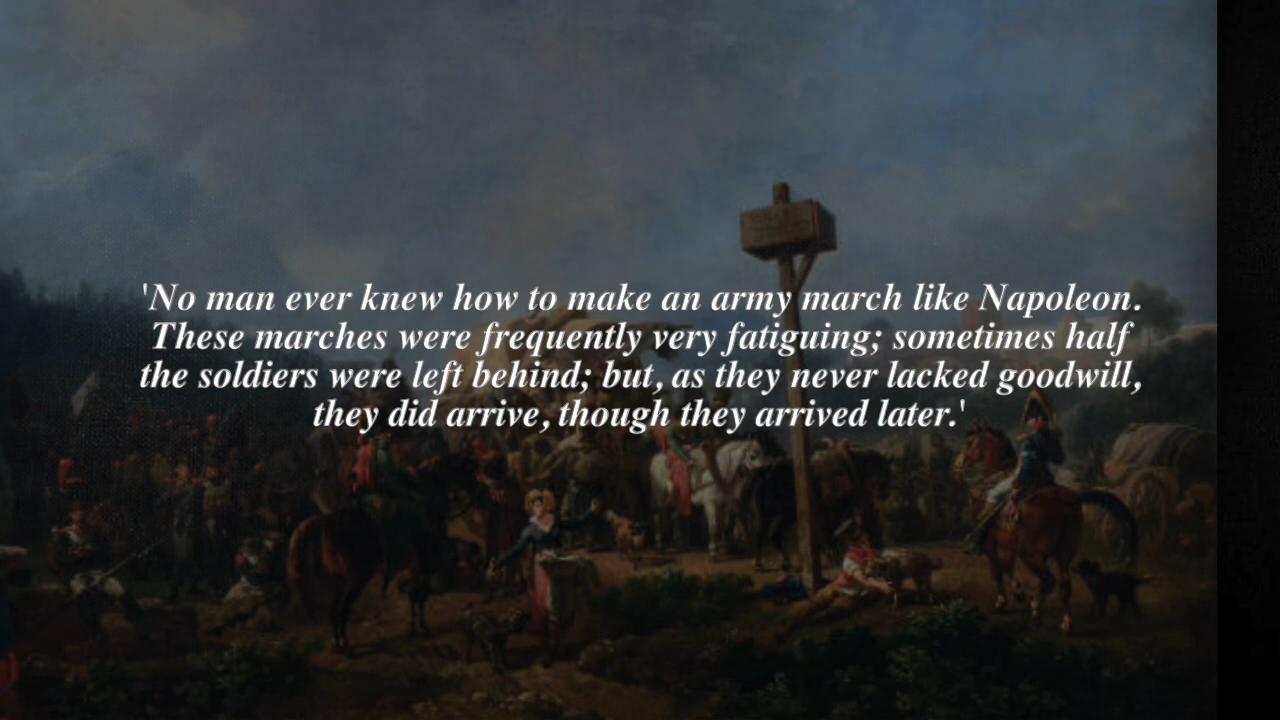 'No man ever knew how to make an army march like Napoleon.
These marches were frequently very fatiguing; sometimes half
the soldiers were left behind; but, as they never lacked goodwill,
they did arrive, though they arrived later.'